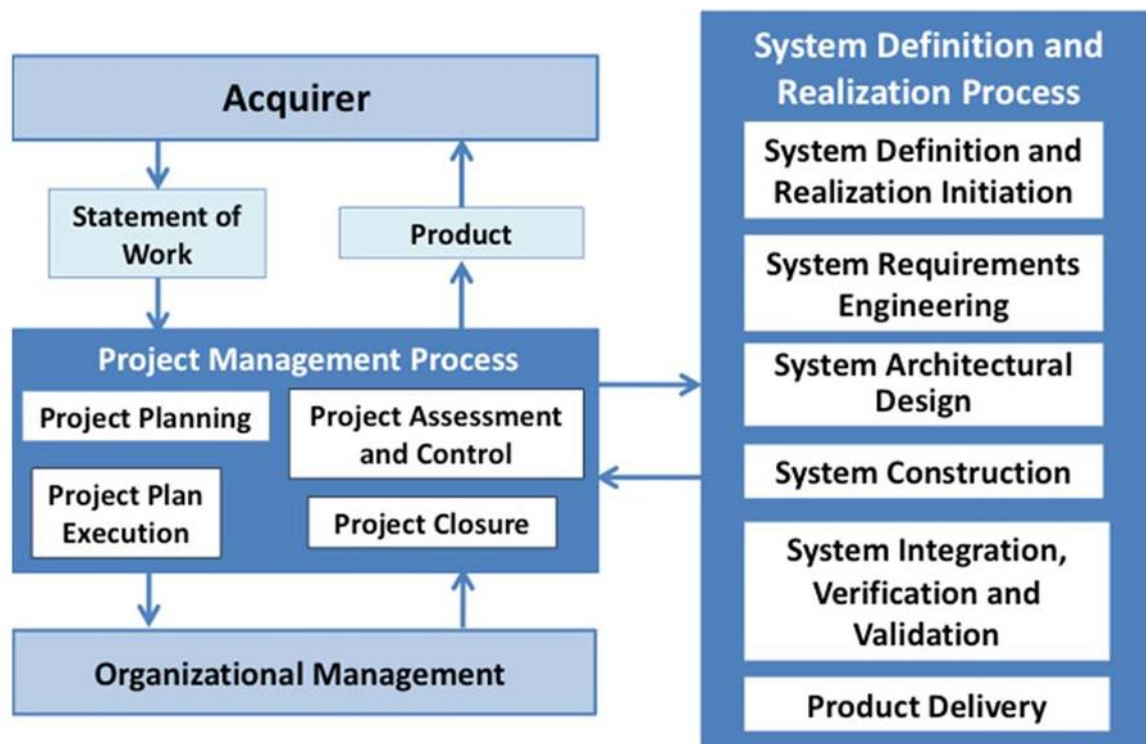 Acquirer
Statement of
Work
Product
Project Management Process
Project Planning
Project Assessment
and Control
Project Plan
Execution
Project Closure
Organizational Management
System Definition and
Realization Process
System Definition and
Realization Initiation
System Requirements
Engineering
System Architectural
Design
System Construction
System Integration,
Verification and
Validation
Product Delivery